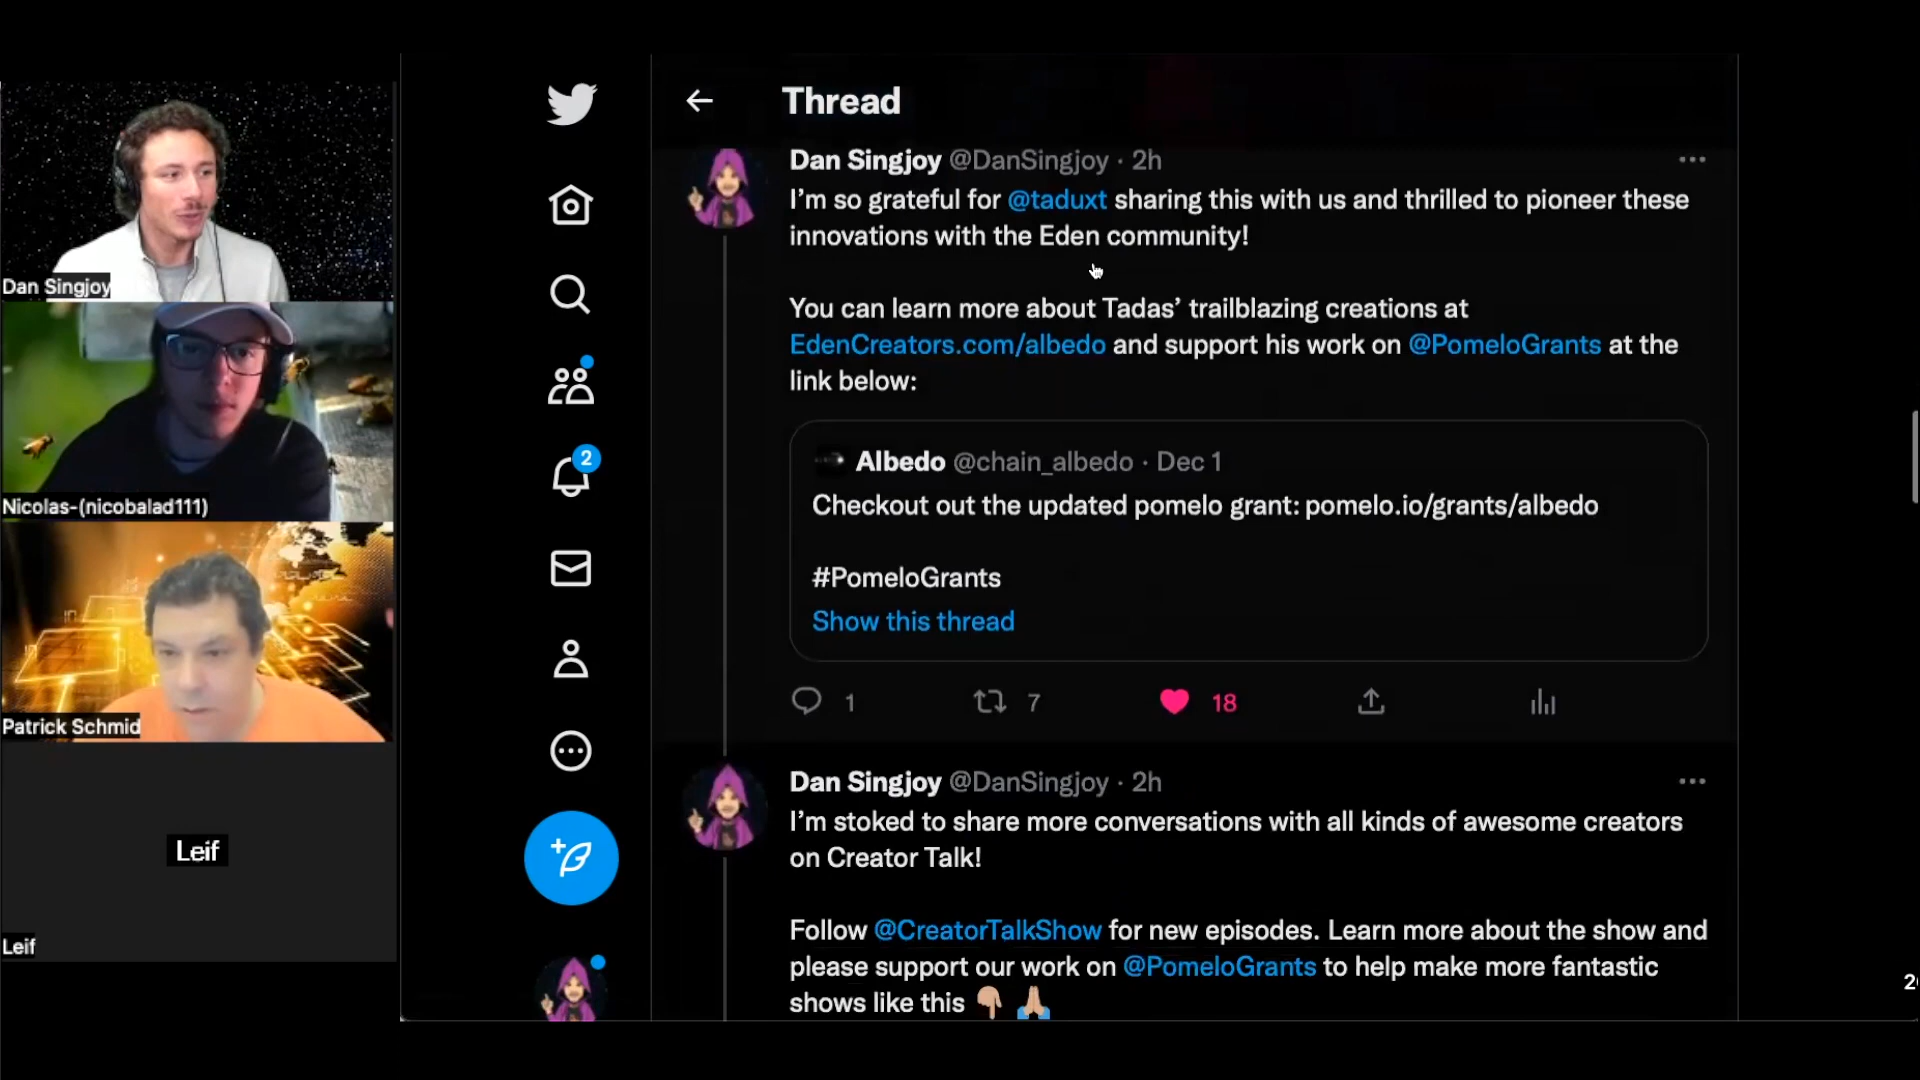 Dan Singjoy
Nicolas-(nicobalad111)
Patrick Schmid
Leif
Leif
2
Thread
Dan Singjoy @DanSingjoy · 2h
I'm so grateful for @taduxt sharing this with us and thrilled to pioneer these
innovations with the Eden community!
You can learn more about Tadas' trailblazing creations at
EdenCreators.com/albedo and support his work on @PomeloGrants at the
link below:
Albedo @chain_albedo · Dec 1
Checkout out the updated pomelo grant: pomelo.io/grants/albedo
#PomeloGrants
Show this thread
1 7 18
Dan Singjoy @DanSingjoy · 2h
I'm stoked to share more conversations with all kinds of awesome creators
on Creator Talk!
Follow @CreatorTalkShow for new episodes. Learn more about the show and
please support our work on @PomeloGrants to help make more fantastic
shows like this 👇🏼 🙏🏼